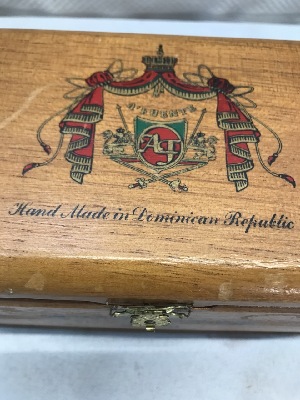 A. FUENTE
AF
Hand Made in Dominican Republic